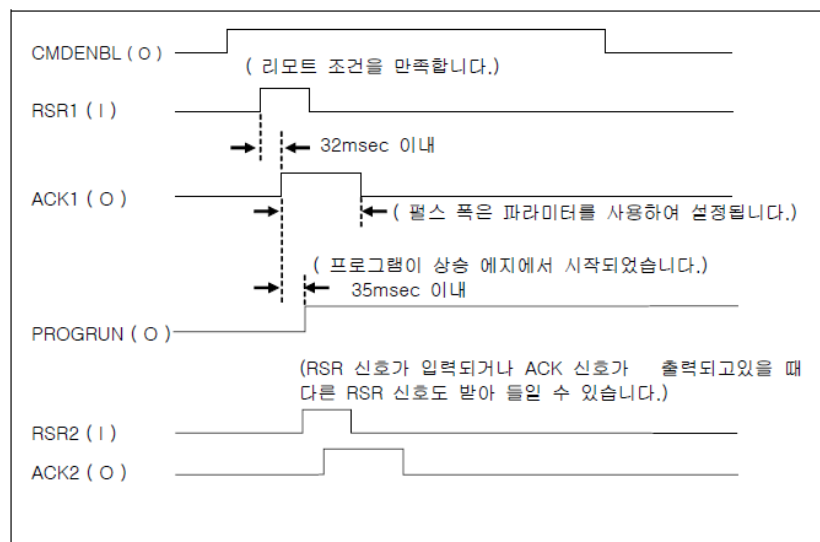 CMDENBL ( O )
( 리모트 조건을 만족합니다.)
RSR1 ( I )
32msec 이내
ACK1 ( O )
( 펄스 폭은 파라미터를 사용하여 설정됩니다.)
( 프로그램이 상승 에지에서 시작되었습니다.)
35msec 이내
PROGRUN ( O )
(RSR 신호가 입력되거나 ACK 신호가 출력되고있을 때
다른 RSR 신호도 받아 들일 수 있습니다.)
RSR2 ( I )
ACK2 ( O )